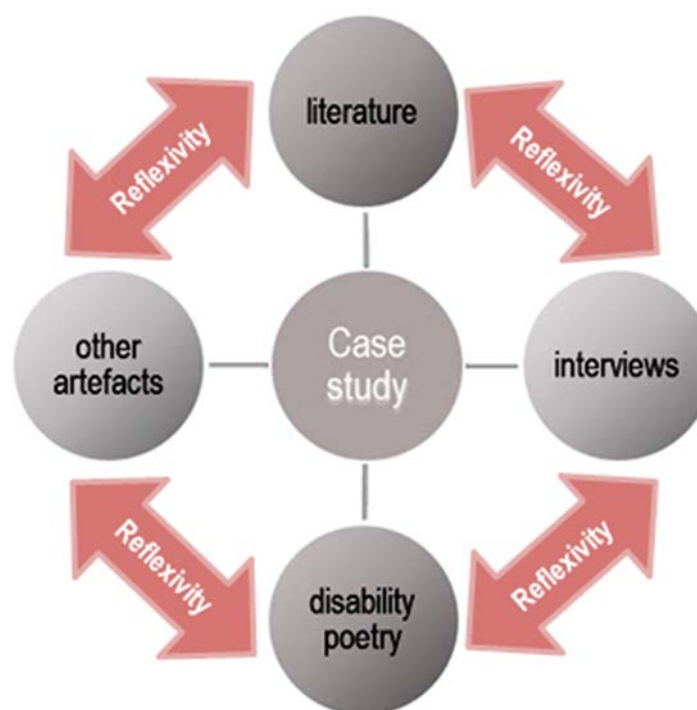 literature
Reflexivity
Reflexivity
other
artefacts
Case
study
interviews
Reflexivity
Reflexivity
disability
poetry